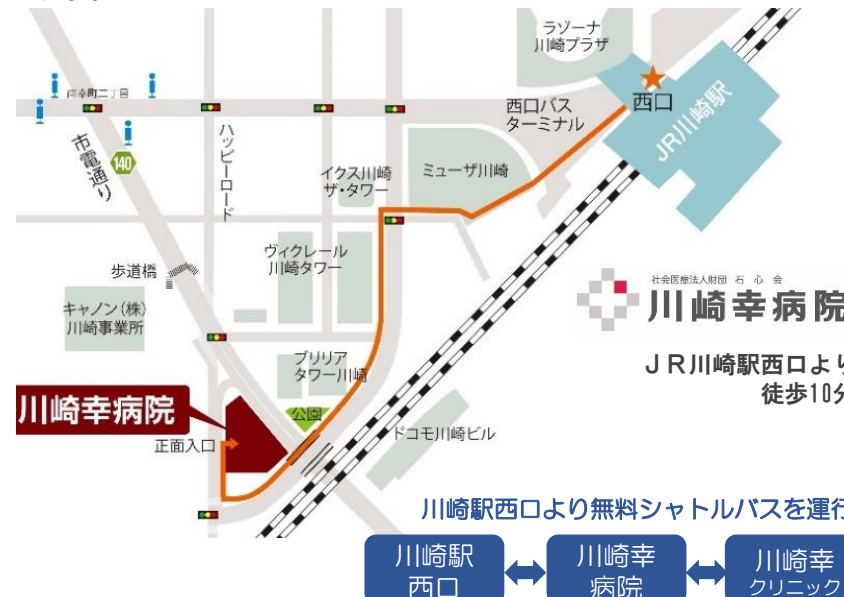 ラゾーナ
川崎プラザ
西口
JR川崎駅
西口バス
ターミナル
南幸町二丁目
市電通り
140
ハッピーロード
イクス川崎
ザ・タワー
ミューザ川崎
歩道橋
ヴィクレール
川崎タワー
キヤノン(株)
川崎事業所
社会医療法人財団 石心会
川崎幸病院
JR川崎駅西口より
徒歩10分
ブリリア
タワー川崎
川崎幸病院
公園
正面入口
ドコモ川崎ビル
川崎駅西口より無料シャトルバスを運行
川崎駅
西口
川崎幸
病院
川崎幸
クリニック